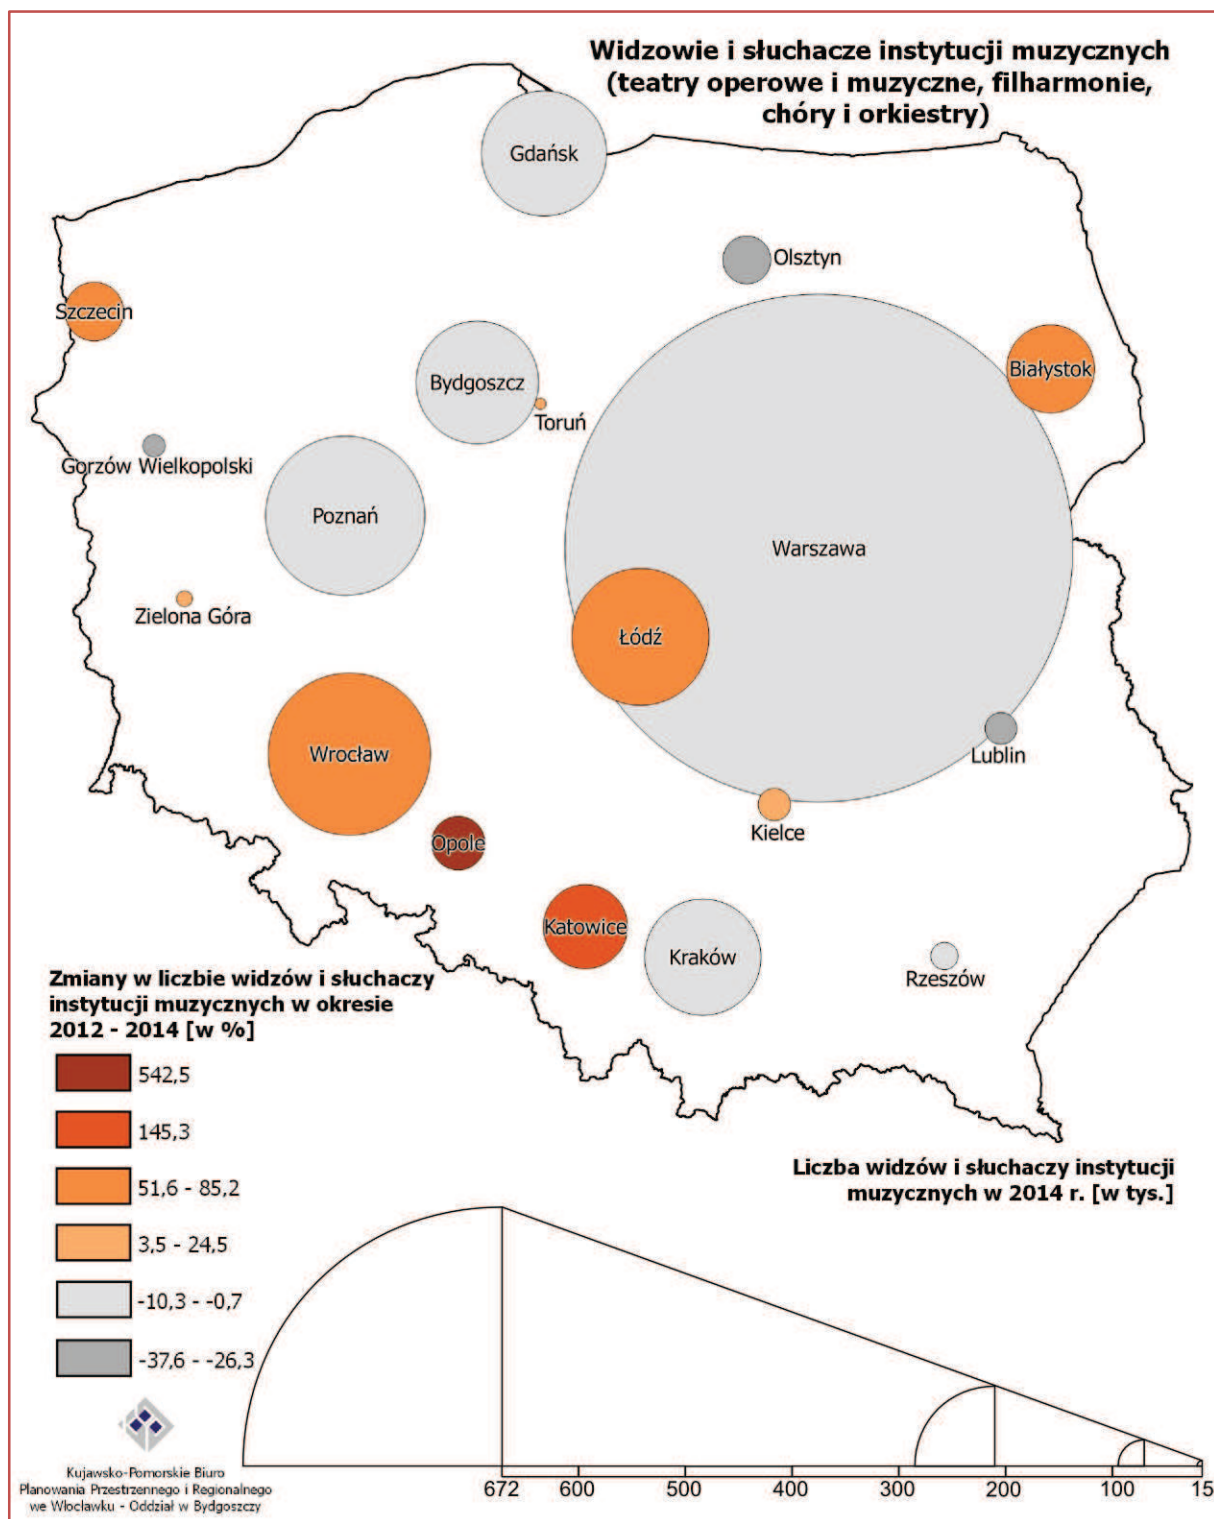 Widzowie i słuchacze instytucji muzycznych
(teatry operowe i muzyczne, filharmonie,
chóry i orkiestry)
Gdańsk
Olsztyn
Szczecin
Białystok
Bydgoszcz
Toruń
Gorzów Wielkopolski
Poznań
Warszawa
Zielona Góra
Łódź
Wrocław
Lublin
Kielce
Opole
Katowice
Kraków
Rzeszów
Zmiany w liczbie widzów i słuchaczy
instytucji muzycznych w okresie
2012 - 2014 [w %]
542,5
145,3
51,6 - 85,2
3,5 - 24,5
-10,3 - -0,7
-37,6 - -26,3
Liczba widzów i słuchaczy instytucji
muzycznych w 2014 r. [w tys.]
672 600 500 400 300 200 100 15
Kujawsko-Pomorskie Biuro
Planowania Przestrzennego i Regionalnego
we Włocławku - Oddział w Bydgoszczy